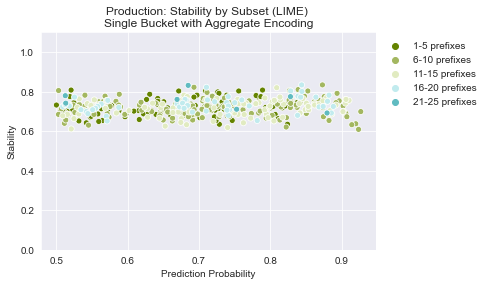 Production: Stability by Subset (LIME)
Single Bucket with Aggregate Encoding
1-5 prefixes
6-10 prefixes
11-15 prefixes
16-20 prefixes
21-25 prefixes
Stability
1.0
0.8
0.6
0.4
0.2
0.0
0.5 0.6 0.7 0.8 0.9
Prediction Probability